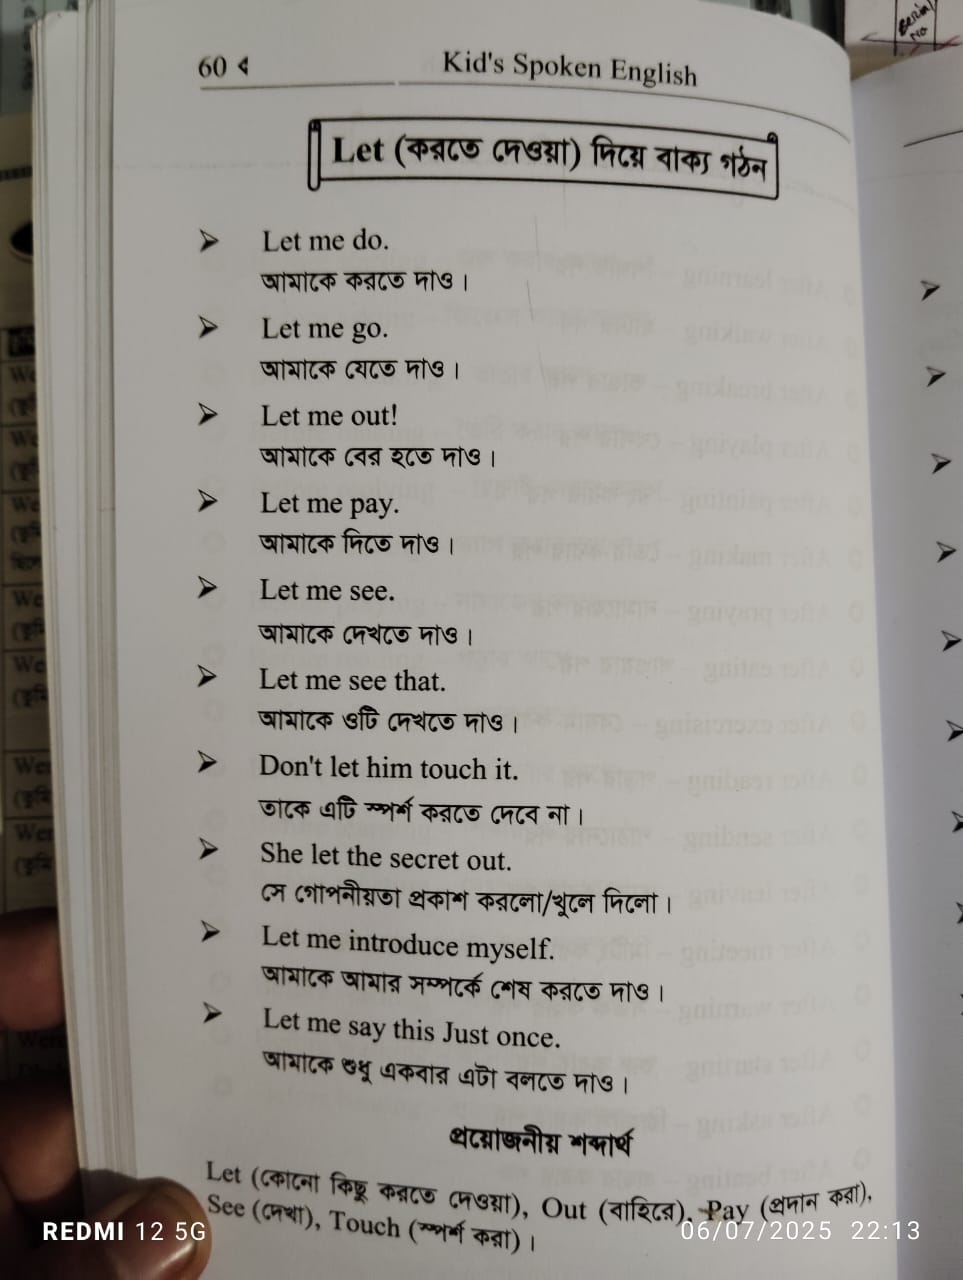 60
Kid's Spoken English
Let (করতে দেওয়া) দিয়ে বাক্য গঠন
➢ Let me do.
আমাকে করতে দাও।
➢ Let me go.
আমাকে যেতে দাও।
➢ Let me out!
আমাকে বের হতে দাও।
➢ Let me pay.
আমাকে দিতে দাও।
➢ Let me see.
আমাকে দেখতে দাও।
➢ Let me see that.
আমাকে ওটি দেখতে দাও।
➢ Don't let him touch it.
তাকে এটি স্পর্শ করতে দেবে না।
➢ She let the secret out.
সে গোপনীয়তা প্রকাশ করলো/খুলে দিলো।
➢ Let me introduce myself.
আমাকে আমার সম্পর্কে শেষ করতে দাও।
➢ Let me say this Just once.
আমাকে শুধু একবার এটা বলতে দাও।
প্রয়োজনীয় শব্দার্থ
Let (কোনো কিছু করতে দেওয়া), Out (বাহিরে), Pay (প্রদান করা),
See (দেখা), Touch (স্পর্শ করা)।
REDMI 12 5G
06/07/2025 22:13